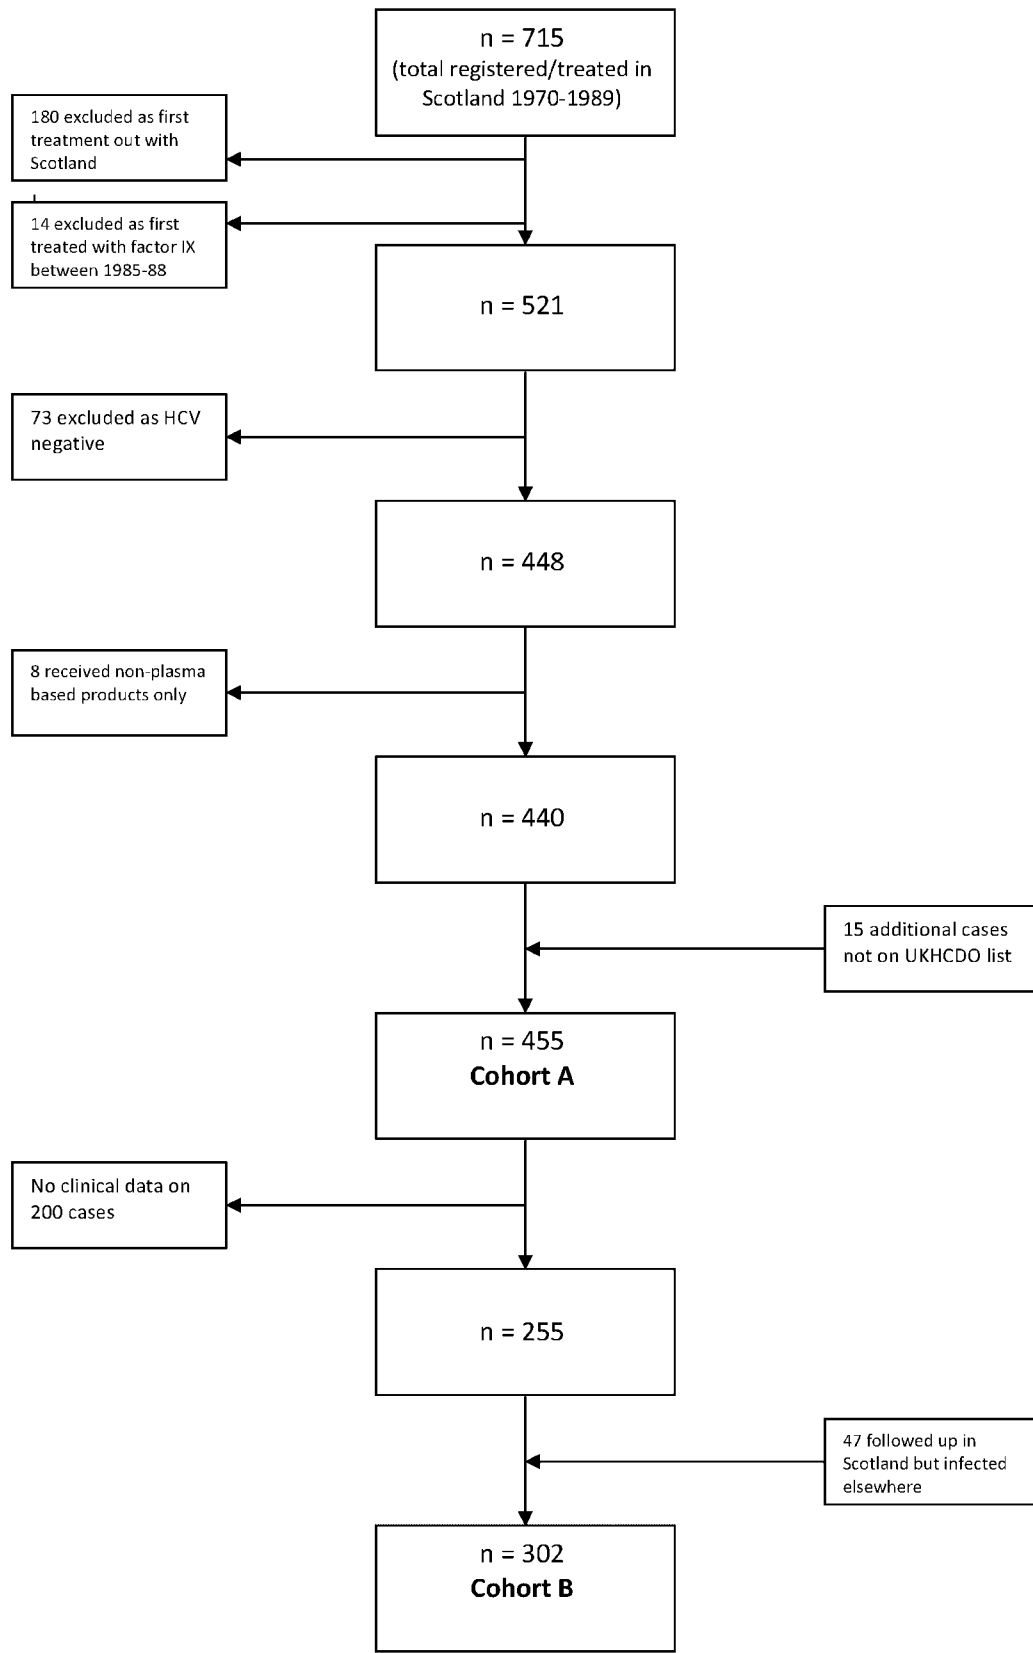 n = 715
(total registered/treated in
Scotland 1970-1989)
180 excluded as first
treatment out with
Scotland
14 excluded as first
treated with factor IX
between 1985-88
n = 521
73 excluded as HCV
negative
n = 448
8 received non-plasma
based products only
n = 440
15 additional cases
not on UKHCDO list
n = 455
Cohort A
No clinical data on
200 cases
n = 255
47 followed up in
Scotland but infected
elsewhere
n = 302
Cohort B